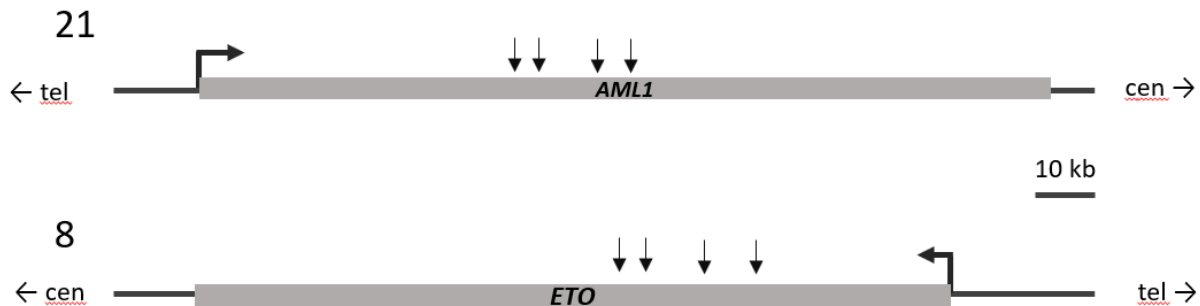 21
← tel AML1 cen →
10 kb
8
← cen ETO tel →